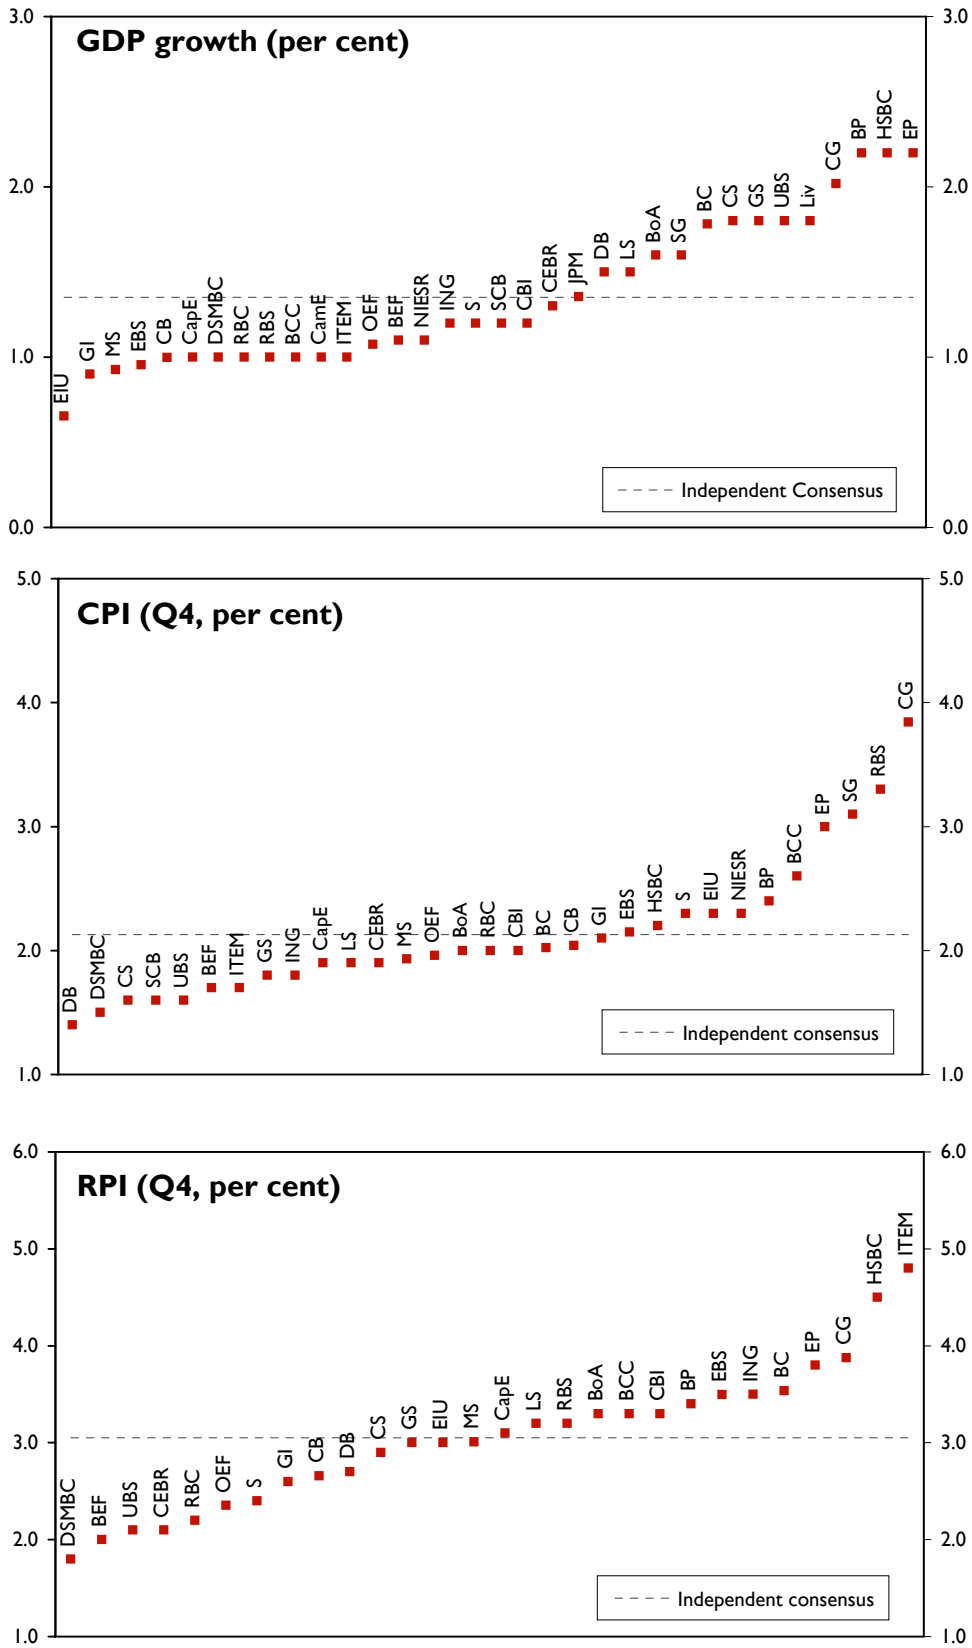 GDP growth (per cent)
3.0 3.0
2.0 2.0
1.0 1.0
0.0 0.0
EIU GI MS EBS CB CapE DSMBC RBC RBS BCC CamE ITEM OEF BEF NIESR ING S SCB CBI CEBR JPM DB LS BoA SG BC CS GS UBS Liv CG BP HSBC EP
Independent Consensus
CPI (Q4, per cent)
5.0 5.0
4.0 4.0
3.0 3.0
2.0 2.0
1.0 1.0
DB DSMBC CS SCB UBS BEF ITEM GS ING CapE LS CEBR MS OEF BoA RBC CBI BC CB GI EBS HSBC S EIU NIESR BP BCC EP SG RBS CG
Independent consensus
RPI (Q4, per cent)
6.0 6.0
5.0 5.0
4.0 4.0
3.0 3.0
2.0 2.0
1.0 1.0
DSMBC BEF UBS CEBR RBC OEF S GI CB DB CS GS EIU MS CapE LS RBS BoA BCC CBI BP EBS ING BC EP CG HSBC ITEM
Independent consensus